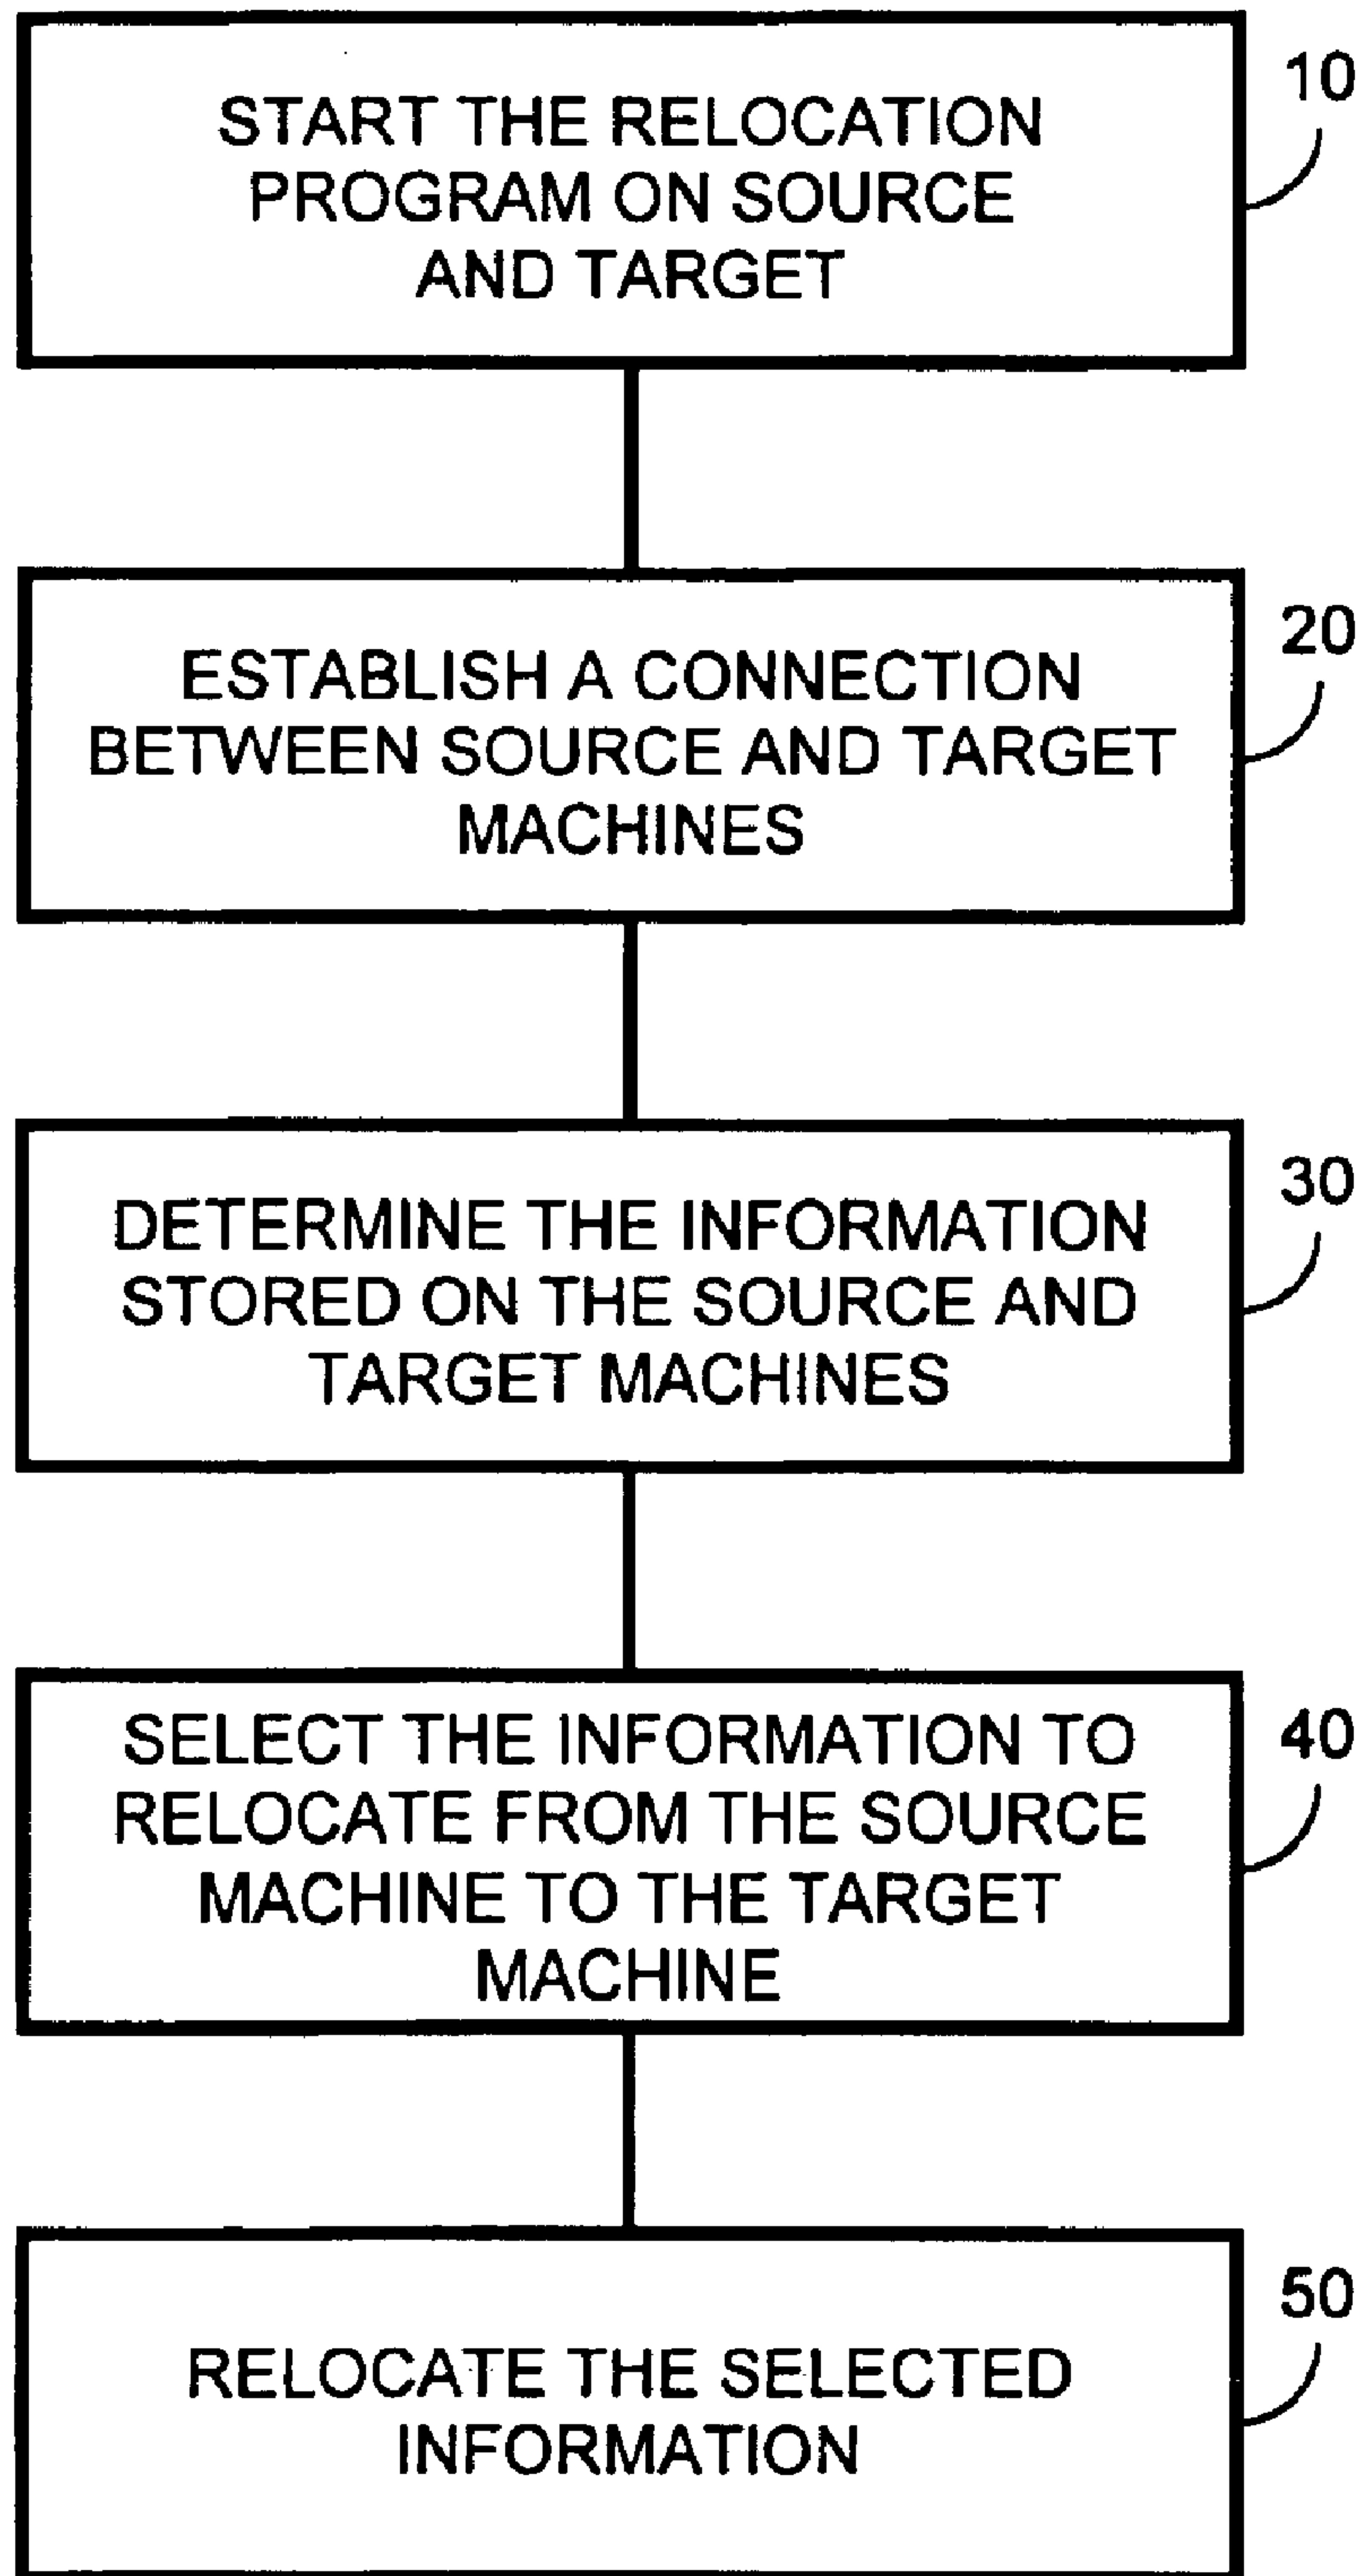 10
START THE RELOCATION
PROGRAM ON SOURCE
AND TARGET
20
ESTABLISH A CONNECTION
BETWEEN SOURCE AND TARGET
MACHINES
30
DETERMINE THE INFORMATION
STORED ON THE SOURCE AND
TARGET MACHINES
40
SELECT THE INFORMATION TO
RELOCATE FROM THE SOURCE
MACHINE TO THE TARGET
MACHINE
50
RELOCATE THE SELECTED
INFORMATION